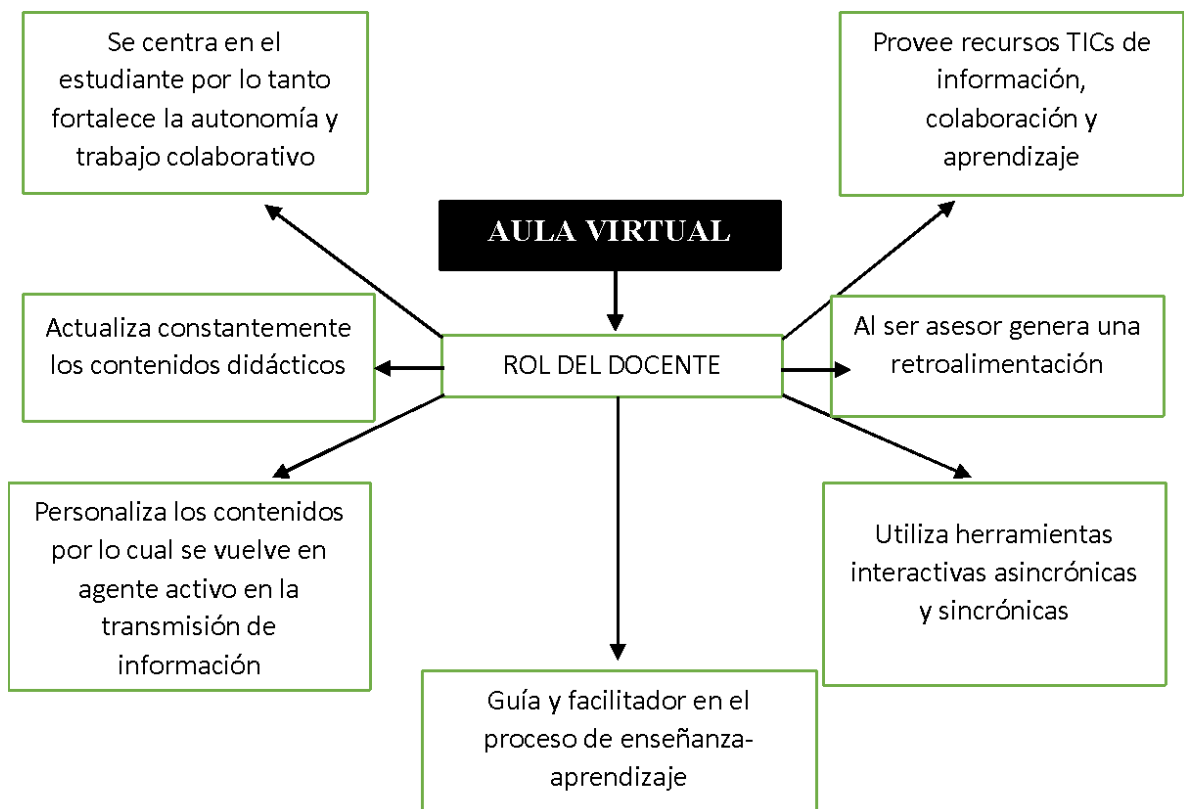 Se centra en el
estudiante por lo tanto
fortalece la autonomía y
trabajo colaborativo
Provee recursos TICs de
información,
colaboración y
aprendizaje
AULA VIRTUAL
Actualiza constantemente
los contenidos didácticos
ROL DEL DOCENTE
Al ser asesor genera una
retroalimentación
Personaliza los contenidos
por lo cual se vuelve en
agente activo en la
transmisión de
información
Utiliza herramientas
interactivas asincrónicas
y sincrónicas
Guía y facilitador en el
proceso de enseñanza-
aprendizaje